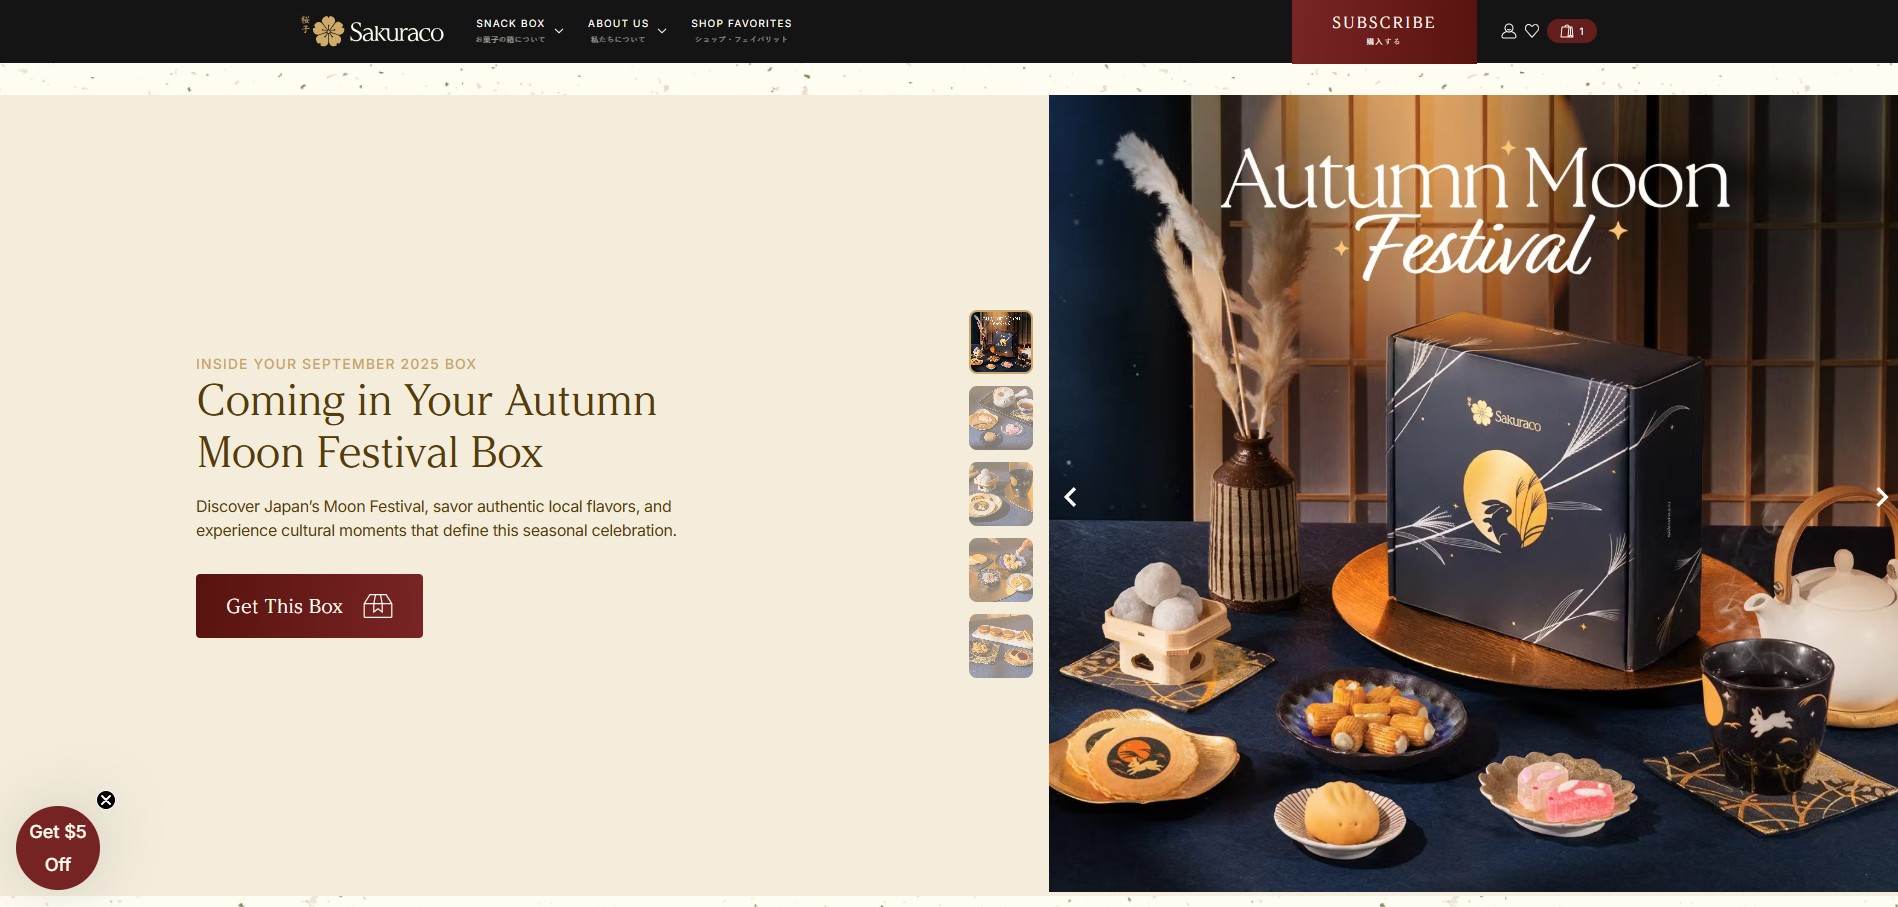 桜子
Sakuraco
SNACK BOX
お菓子の箱について
ABOUT US
私たちについて
SHOP FAVORITES
ショップ・フェイバリット
SUBSCRIBE
購入する
1
INSIDE YOUR SEPTEMBER 2025 BOX
Coming in Your Autumn
Moon Festival Box
Discover Japan’s Moon Festival, savor authentic local flavors, and
experience cultural moments that define this seasonal celebration.
Get This Box
Get $5
Off
Autumn Moon
Festival
Sakuraco